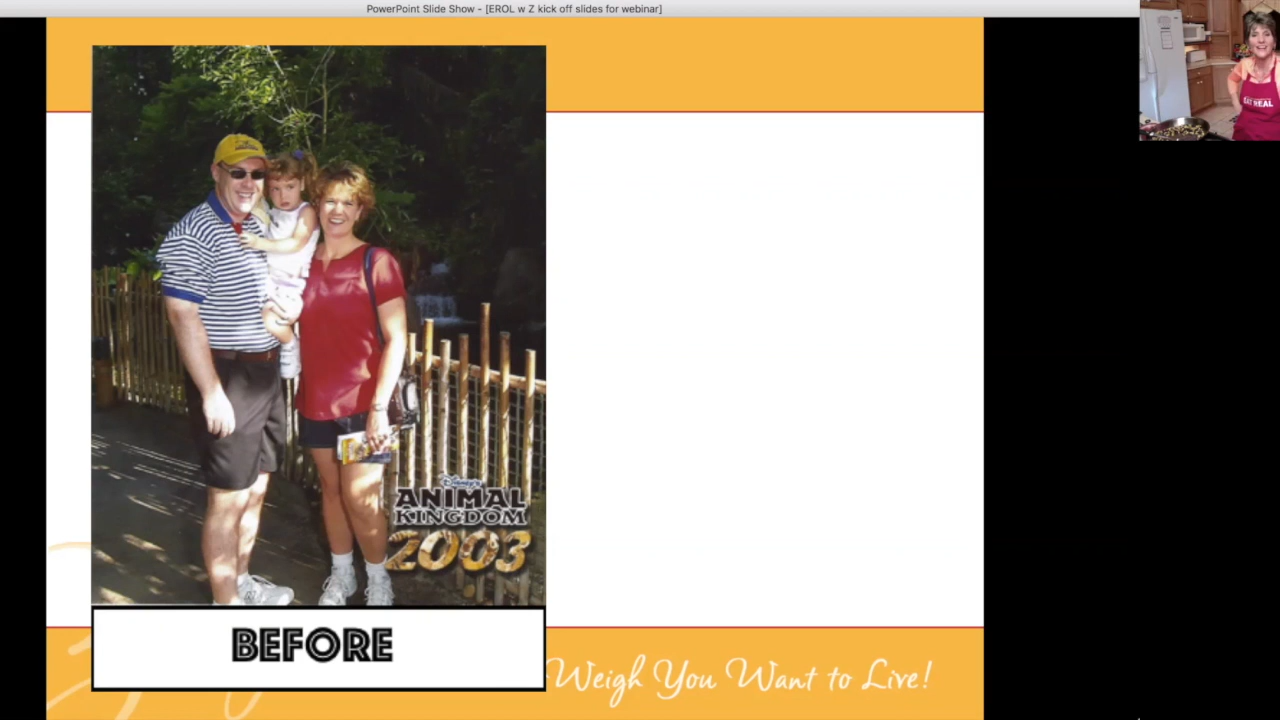 PowerPoint Slide Show - [EROL w Z kick off slides for webinar]
EAT REAL
Disney's
ANIMAL
KINGDOM
2003
BEFORE
Weigh You Want to Live!